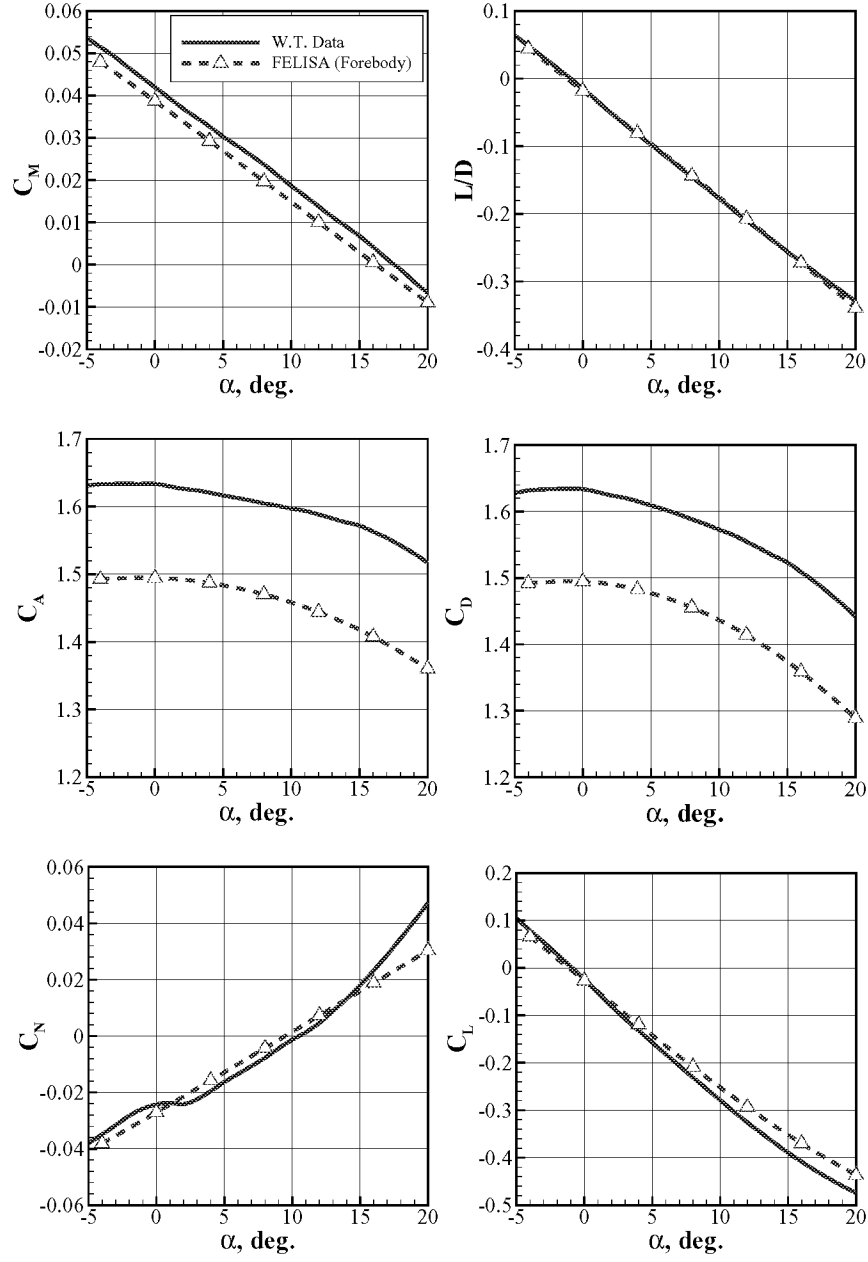 0.06
0.05
0.04
0.03
0.02
0.01
0
-0.01
-0.02
C_M
W.T. Data
FELISA (Forebody)
-5 0 5 10 15 20
α, deg.
0.1
0
-0.1
-0.2
-0.3
-0.4
L/D
-5 0 5 10 15 20
α, deg.
1.7
1.6
1.5
1.4
1.3
1.2
C_A
-5 0 5 10 15 20
α, deg.
1.7
1.6
1.5
1.4
1.3
1.2
C_D
-5 0 5 10 15 20
α, deg.
0.06
0.04
0.02
0
-0.02
-0.04
-0.06
C_N
-5 0 5 10 15 20
α, deg.
0.2
0.1
0
-0.1
-0.2
-0.3
-0.4
-0.5
C_L
-5 0 5 10 15 20
α, deg.